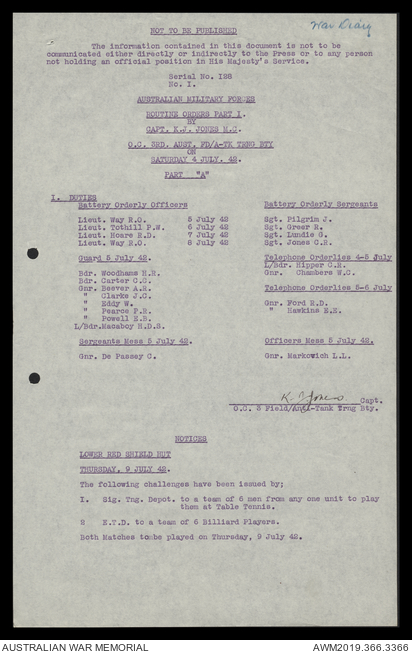 War Diary
NOT TO BE PUBLISHED
The information contained in this document is not to be
communicated either directly or indirectly to the Press or to any person
not holding an official position in His Majesty's Service.
Serial No. I88
No. I.
AUSTRALIAN MILITARY FORCES
ROUTINE ORDERS PART I.
BY
CAPT. K.J. JONES M.C.
O.C. 3RD. AUST. FD/A-TK TRNG BTY
ON
SATURDAY 4 JULY. 42.
PART "A"
I. DUTIES
Battery Orderly Officers
Lieut. Way R.O. 5 July 42
Lieut. Tothill P.W. 6 July 42
Lieut. Hoare R.D. 7 July 42
Lieut. Way R.O. 8 July 42
Guard 5 July 42.
Bdr. Woodhams H.R.
Bdr. Carter C.C.
Gnr. Beever A.R.
" Clarke J.C.
" Eddy W.
" Pearce P.R.
" Powell E.B.
L/Bdr. Macaboy H.D.S.
Sergeants Mess 5 July 42.
Gnr. De Passey C.
Battery Orderly Sergeants
Sgt. Pilgrim J.
Sgt. Greer R.
Sgt. Lundie G.
Sgt. Jones C.R.
Telephone Orderlies 4-5 July
L/Bdr. Hipper C.R.
Gnr. Chambers W.C.
Telephone Orderlies 5-6 July
Gnr. Ford R.D.
" Hawkins E.E.
Officers Mess 5 July 42.
Gnr. Markowich L.L.
K J Jones Capt.
O.C. 3 Field/Anti-Tank Trng Bty.
NOTICES
LOWER RED SHIELD HUT
THURSDAY, 9 JULY 42.
The following challenges have been issued by;
I. Sig. Tng. Depot. to a team of 6 men from any one unit to play
them at Table Tennis.
2 E.T.D. to a team of 6 Billiard Players.
Both Matches tobe played on Thursday, 9 July 42.
AUSTRALIAN WAR MEMORIAL
AWM2019.366.3366